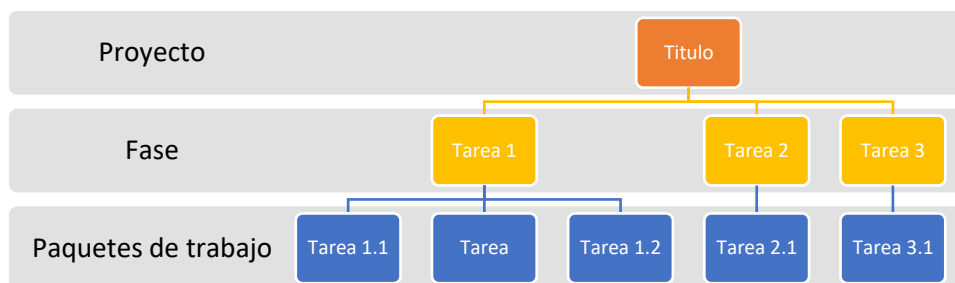 Proyecto
Titulo
Fase
Tarea 1
Tarea 2
Tarea 3
Paquetes de trabajo
Tarea 1.1
Tarea
Tarea 1.2
Tarea 2.1
Tarea 3.1